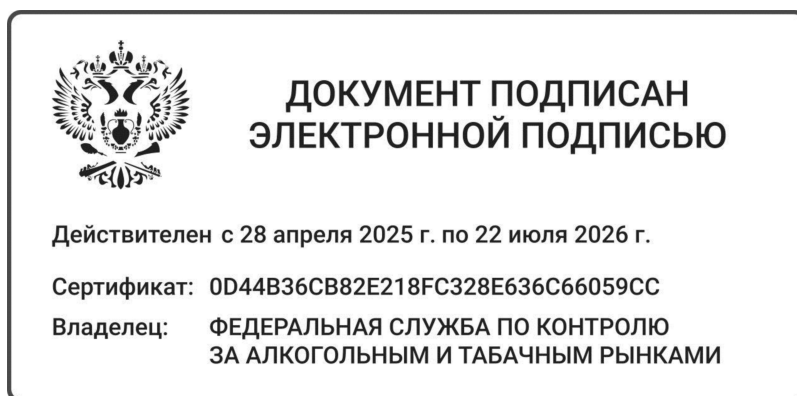 ДОКУМЕНТ ПОДПИСАН
ЭЛЕКТРОННОЙ ПОДПИСЬЮ
Действителен с 28 апреля 2025 г. по 22 июля 2026 г.
Сертификат: 0D44B36CB82E218FC328E636C66059CC
Владелец: ФЕДЕРАЛЬНАЯ СЛУЖБА ПО КОНТРОЛЮ
ЗА АЛКОГОЛЬНЫМ И ТАБАЧНЫМ РЫНКАМИ